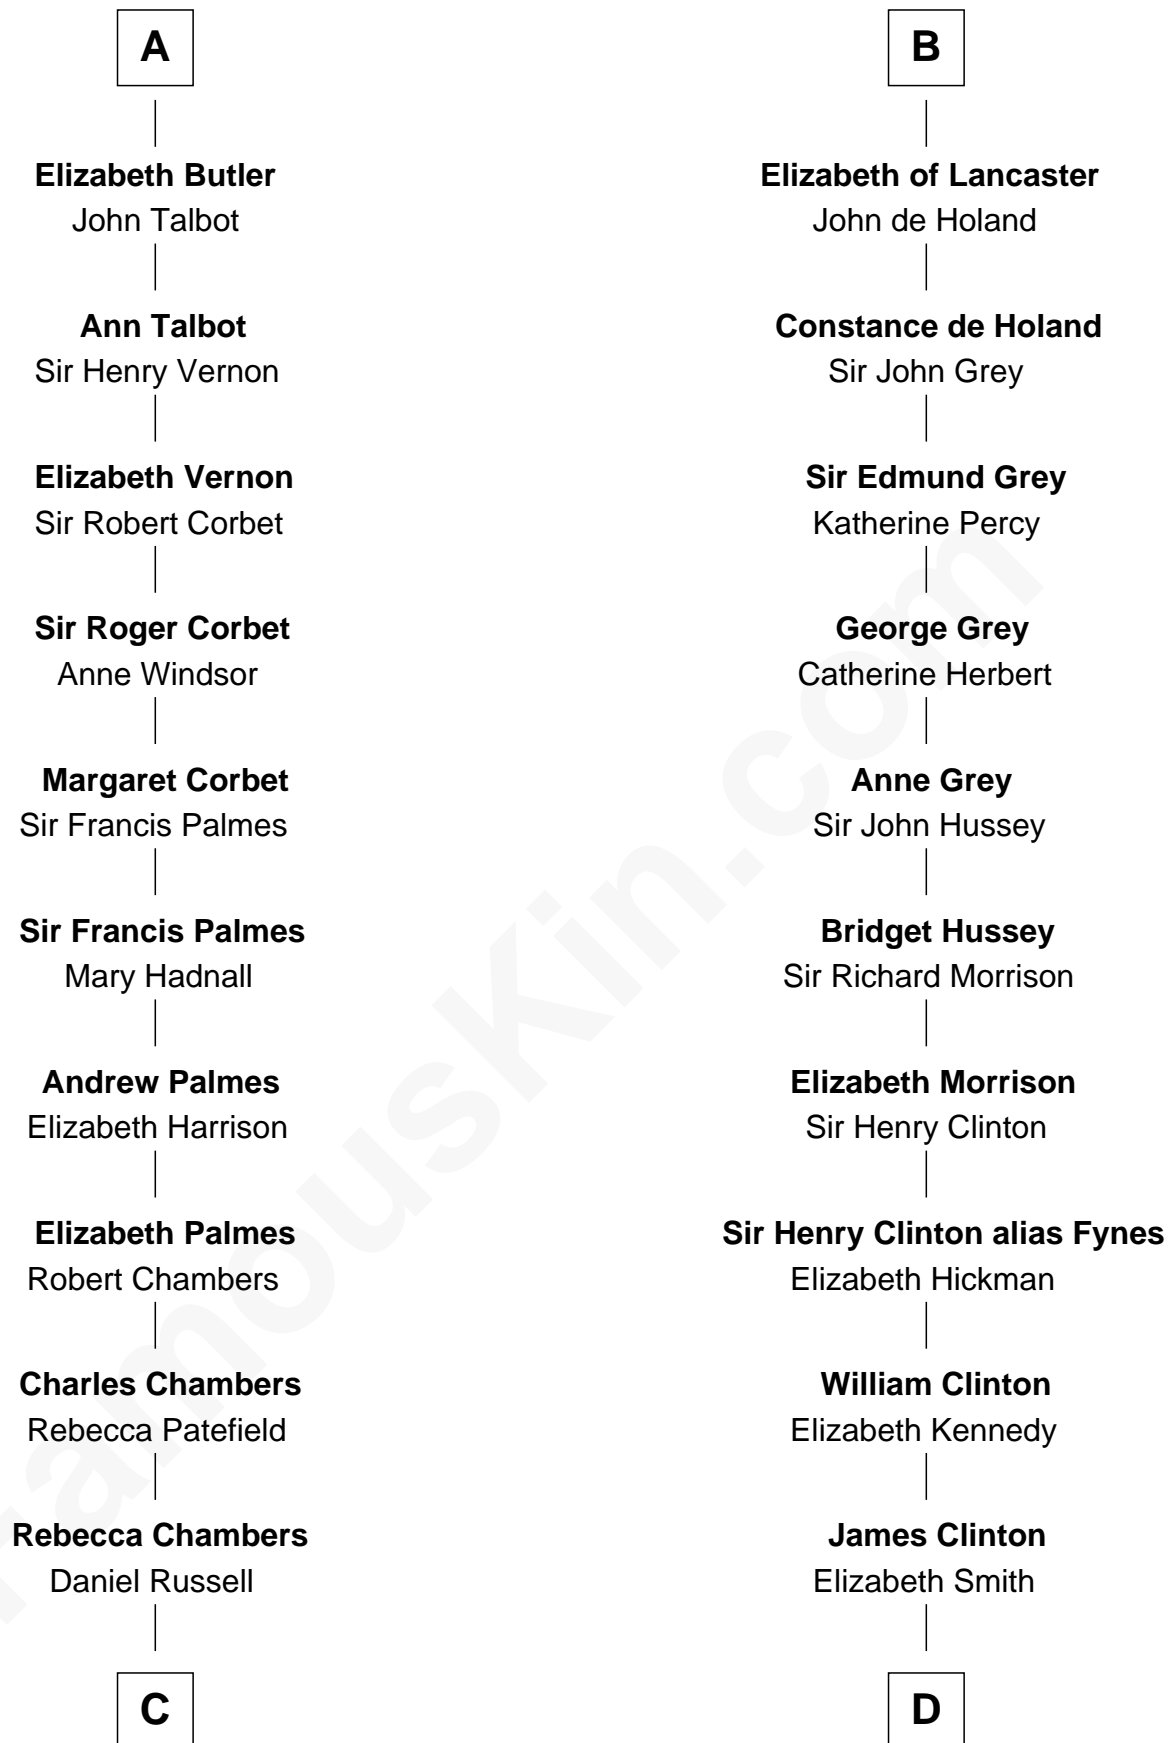 A
Elizabeth Butler
John Talbot
Ann Talbot
Sir Henry Vernon
Elizabeth Vernon
Sir Robert Corbet
Sir Roger Corbet
Anne Windsor
Margaret Corbet
Sir Francis Palmes
Sir Francis Palmes
Mary Hadnall
Andrew Palmes
Elizabeth Harrison
Elizabeth Palmes
Robert Chambers
Charles Chambers
Rebecca Patefield
Rebecca Chambers
Daniel Russell
C
B
Elizabeth of Lancaster
John de Holand
Constance de Holand
Sir John Grey
Sir Edmund Grey
Katherine Percy
George Grey
Catherine Herbert
Anne Grey
Sir John Hussey
Bridget Hussey
Sir Richard Morrison
Elizabeth Morrison
Sir Henry Clinton
Sir Henry Clinton alias Fynes
Elizabeth Hickman
William Clinton
Elizabeth Kennedy
James Clinton
Elizabeth Smith
D
FamousKin.com